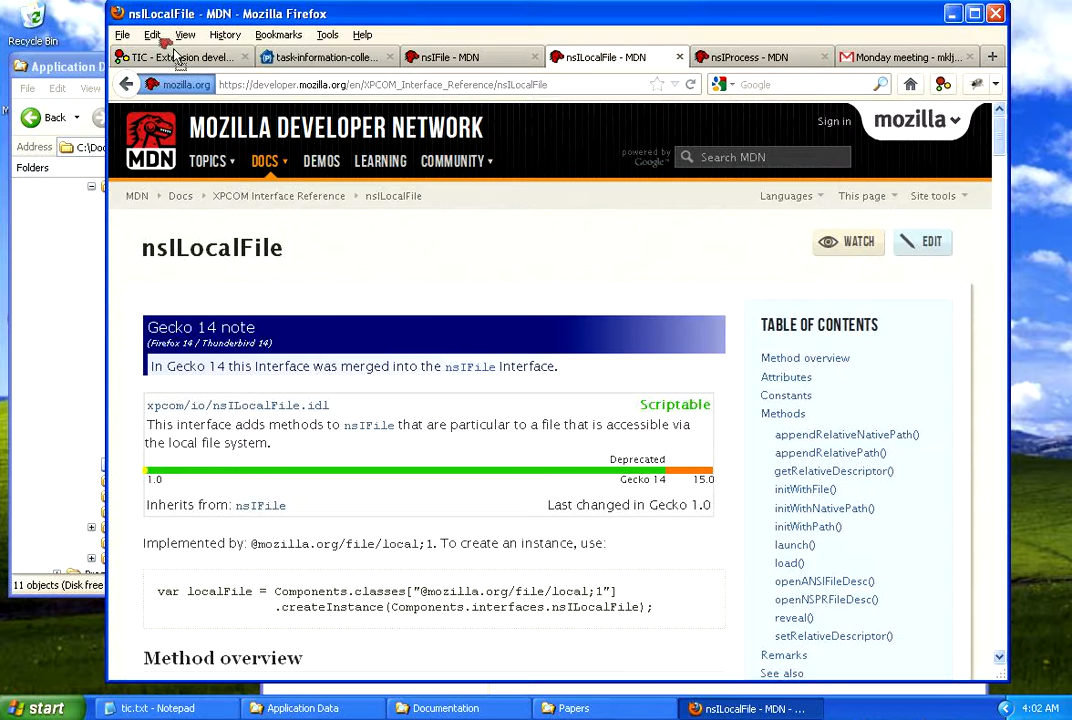 Recycle Bin
Application D
File Edit View
Back
Address C:\Doc
Folders
11 objects (Disk free
nsILocalFile - MDN - Mozilla Firefox
File Edit View History Bookmarks Tools Help
TIC - Extension devel...
task-information-colle...
nsIFile - MDN
nsILocalFile - MDN
nsIProcess - MDN
Monday meeting - mkj...
mozilla.org https://developer.mozilla.org/en/XPCOM_Interface_Reference/nsILocalFile
Google
MOZILLA DEVELOPER NETWORK
MDN
TOPICS DOCS DEMOS LEARNING COMMUNITY
Sign in
mozilla
powered by Google™
Search MDN
MDN Docs XPCOM Interface Reference nsILocalFile
Languages This page Site tools
nsILocalFile
WATCH EDIT
Gecko 14 note
(Firefox 14 / Thunderbird 14)
In Gecko 14 this Interface was merged into the nsIFile Interface.
xpcom/io/nsILocalFile.idl Scriptable
This interface adds methods to nsIFile that are particular to a file that is accessible via
the local file system.
Deprecated
1.0 Gecko 14 15.0
Inherits from: nsIFile Last changed in Gecko 1.0
Implemented by: @mozilla.org/file/local;1. To create an instance, use:
var localFile = Components.classes["@mozilla.org/file/local;1"]
.createInstance(Components.interfaces.nsILocalFile);
Method overview
TABLE OF CONTENTS
Method overview
Attributes
Constants
Methods
appendRelativeNativePath()
appendRelativePath()
getRelativeDescriptor()
initWithFile()
initWithNativePath()
initWithPath()
launch()
load()
openANSIFileDesc()
openNSPRFileDesc()
reveal()
setRelativeDescriptor()
Remarks
See also
start
tic.txt - Notepad
Application Data
Documentation
Papers
nsILocalFile - MDN - ...
4:02 AM